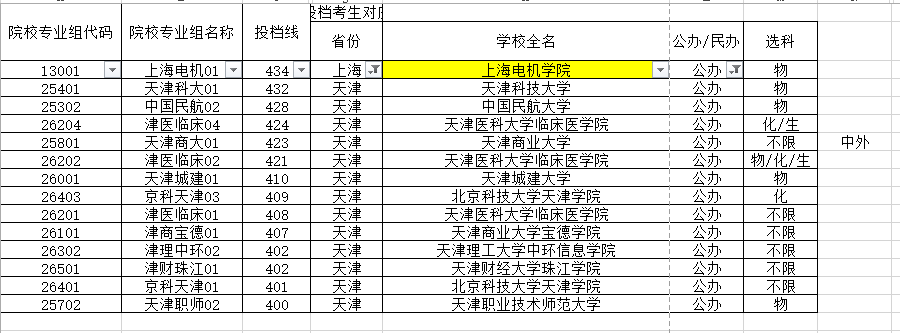 投档考生对应
院校专业组代码 院校专业组名称 投档线 省份 学校全名 公办/民办 选科
13001 上海电机01 434 上海 上海电机学院 公办 物
25401 天津科大01 432 天津 天津科技大学 公办 物
25302 中国民航02 428 天津 中国民航大学 公办 物
26204 津医临床04 424 天津 天津医科大学临床医学院 公办 化/生
25801 天津商大01 423 天津 天津商业大学 公办 不限 中外
26202 津医临床02 421 天津 天津医科大学临床医学院 公办 物/化/生
26001 天津城建01 410 天津 天津城建大学 公办 物
26403 京科天津03 409 天津 北京科技大学天津学院 公办 化
26201 津医临床01 408 天津 天津医科大学临床医学院 公办 不限
26101 津商宝德01 407 天津 天津商业大学宝德学院 公办 不限
26302 津理中环02 402 天津 天津理工大学中环信息学院 公办 不限
26501 津财珠江01 402 天津 天津财经大学珠江学院 公办 不限
26401 京科天津01 401 天津 北京科技大学天津学院 公办 不限
25702 天津职师02 400 天津 天津职业技术师范大学 公办 物